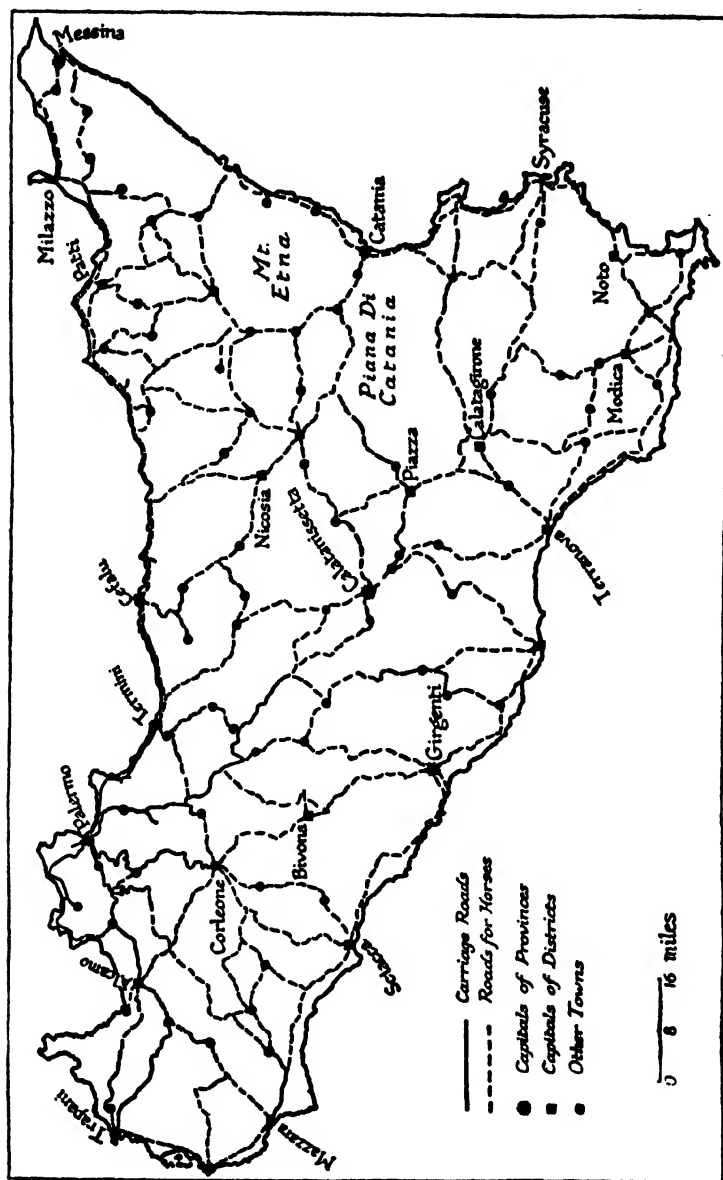 Messina
Milazzo
Patti
Mt.
Etna
Catania
Piana Di
Catania
Syracuse
Noto
Modica
Calatagirone
Piazza
Nicosia
Calatanissetta
Terranova
Cefalu
Termini
Palermo
Girgenti
Bivona
Corleone
Sciacca
Alcamo
Trapani
Mazzara
Carriage Roads
Roads for Horses
Capitals of Provinces
Capitals of Districts
Other Towns
0 8 16 miles